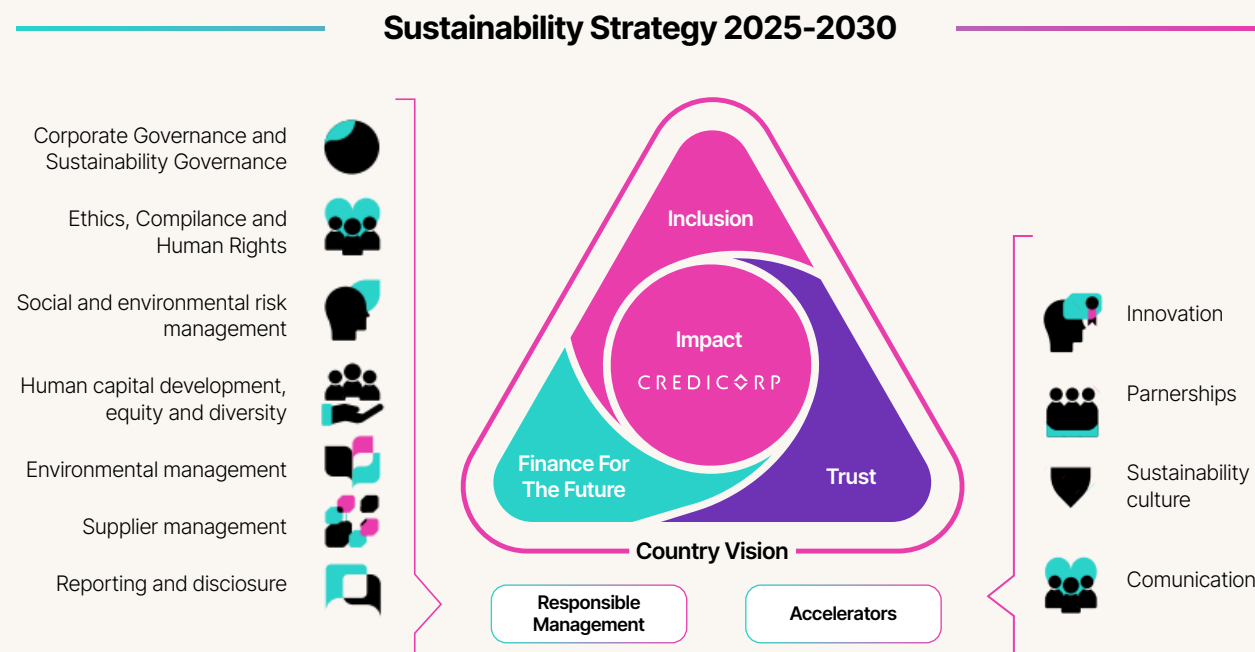 Sustainability Strategy 2025-2030
Corporate Governance and
Sustainability Governance
Ethics, Compilance and
Human Rights
Social and environmental risk
management
Human capital development,
equity and diversity
Environmental management
Supplier management
Reporting and disclosure
Inclusion
Impact
CREDICORP
Finance For
The Future
Trust
Country Vision
Responsible
Management
Accelerators
Innovation
Parnerships
Sustainability
culture
Comunication